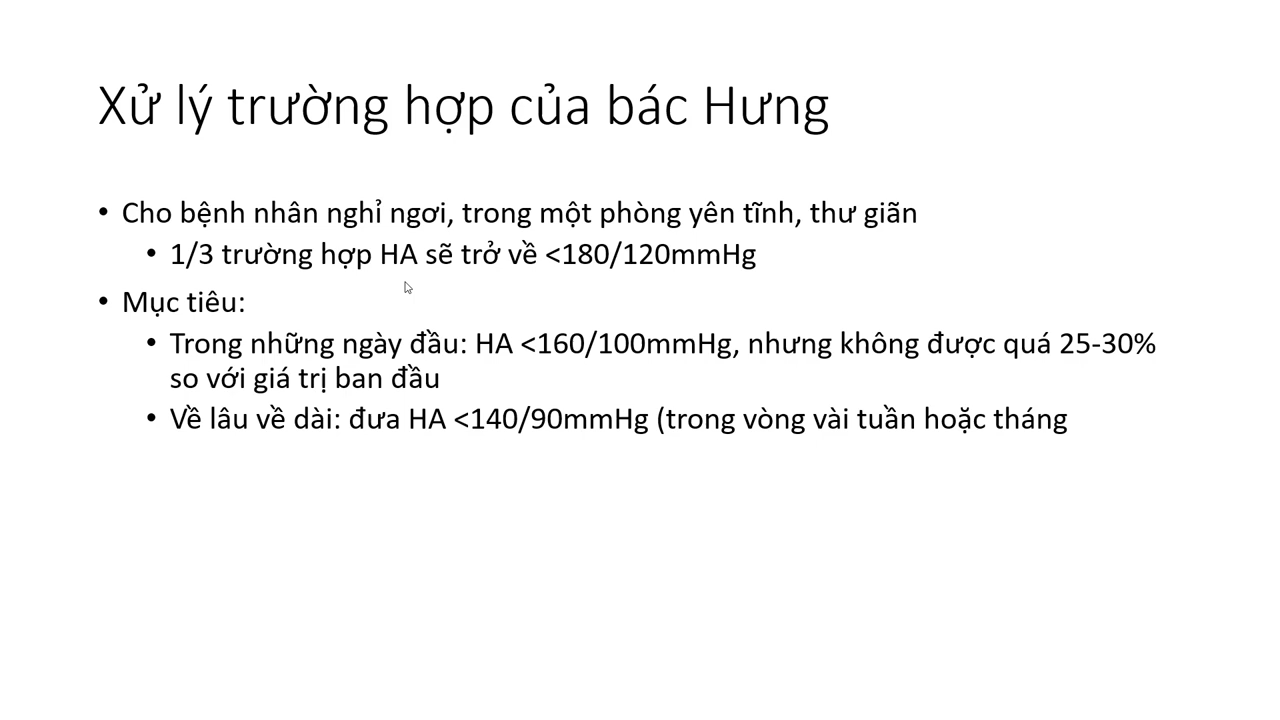 Xử lý trường hợp của bác Hưng
• Cho bệnh nhân nghỉ ngơi, trong một phòng yên tĩnh, thư giãn
• 1/3 trường hợp HA sẽ trở về <180/120mmHg
• Mục tiêu:
• Trong những ngày đầu: HA <160/100mmHg, nhưng không được quá 25-30%
so với giá trị ban đầu
• Về lâu về dài: đưa HA <140/90mmHg (trong vòng vài tuần hoặc tháng